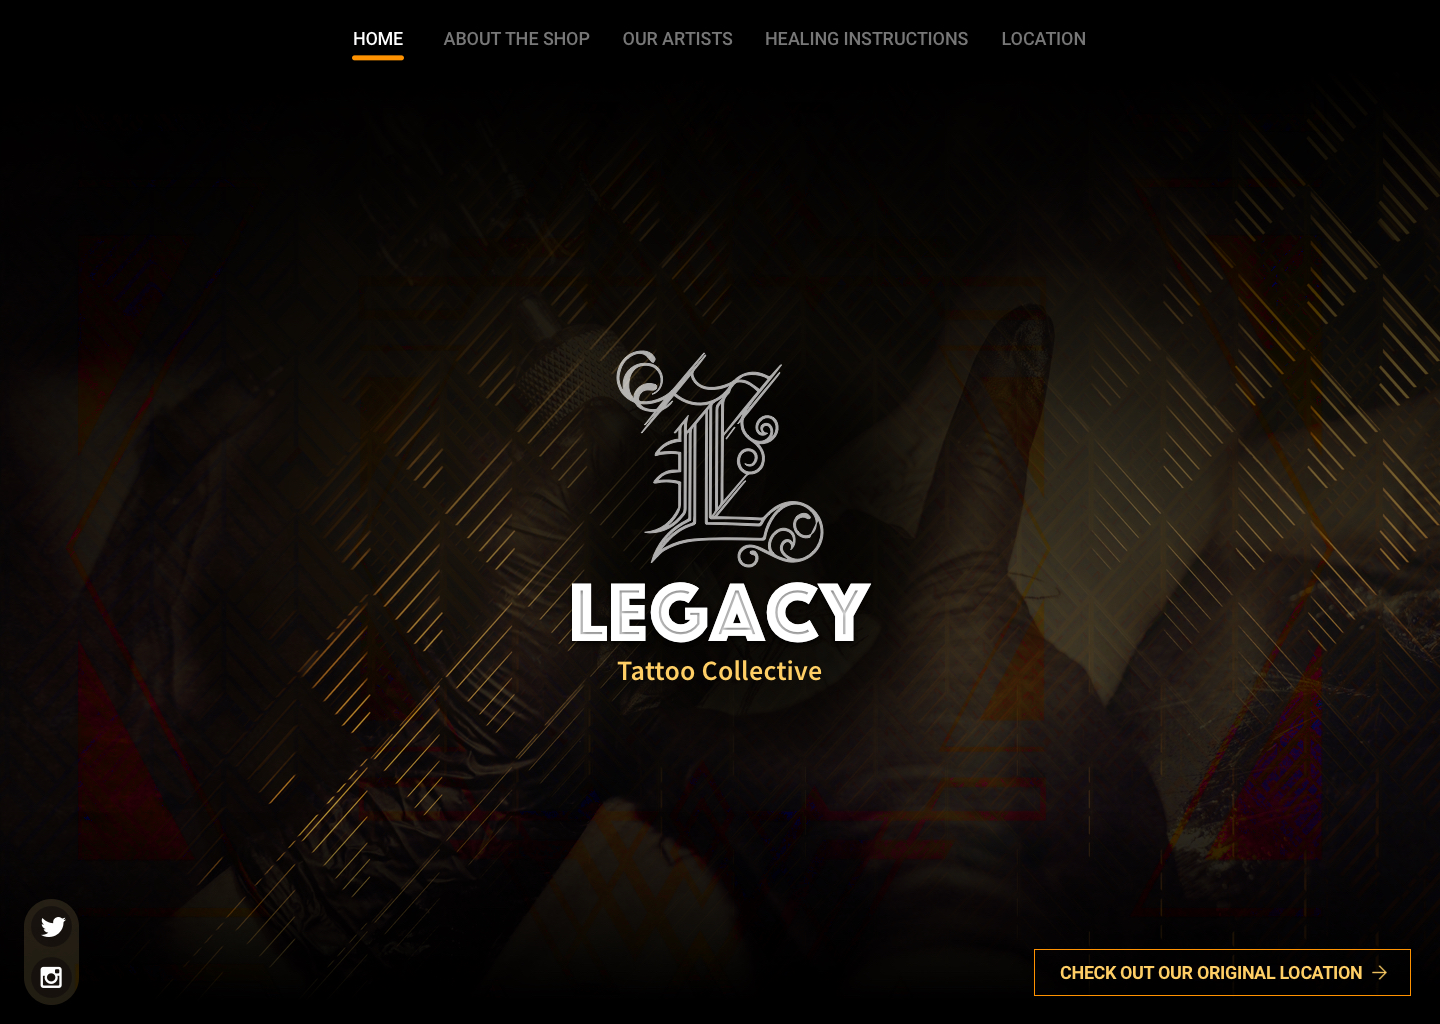 HOME ABOUT THE SHOP OUR ARTISTS HEALING INSTRUCTIONS LOCATION
L
LEGACY
Tattoo Collective
CHECK OUT OUR ORIGINAL LOCATION →